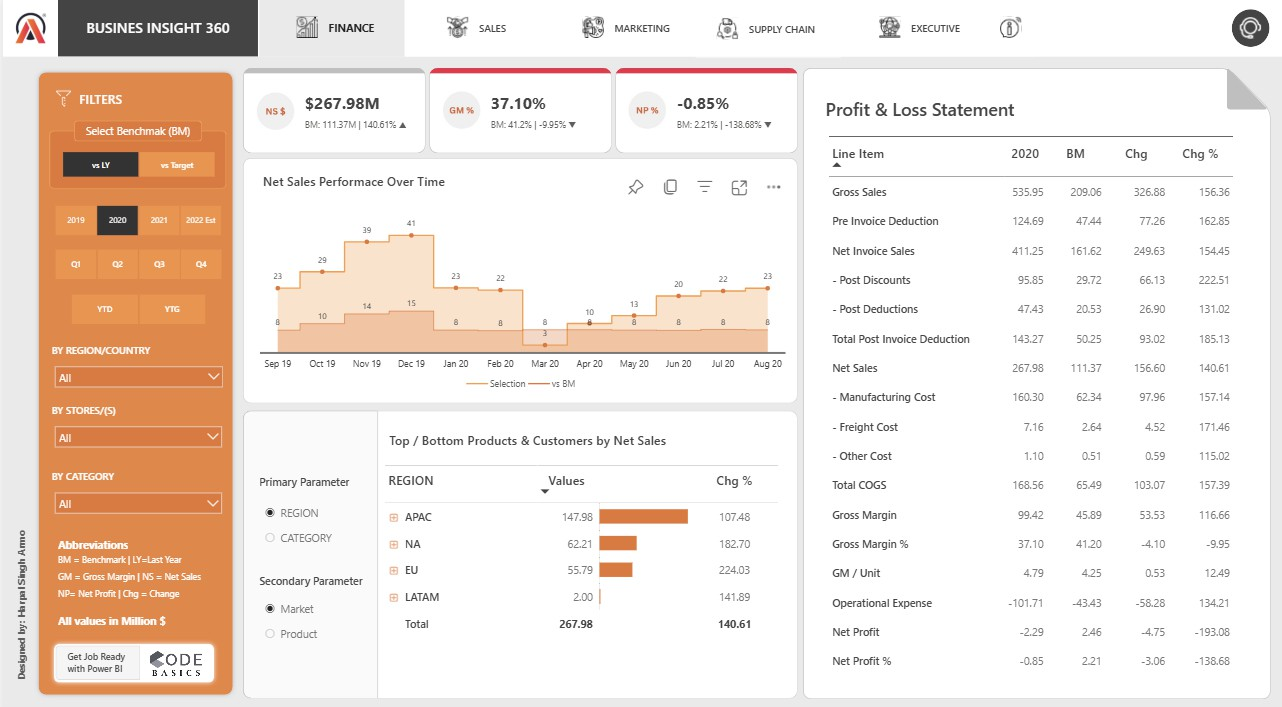 BUSINES INSIGHT 360
FINANCE
SALES
MARKETING
SUPPLY CHAIN
EXECUTIVE
FILTERS
Select Benchmak (BM)
vs LY vs Target
2019 2020 2021 2022 Est
Q1 Q2 Q3 Q4
YTD YTG
BY REGION/COUNTRY
All
BY STORES/(S)
All
BY CATEGORY
All
Abbreviations
BM = Benchmark | LY=Last Year
GM = Gross Margin | NS = Net Sales
NP= Net Profit | Chg = Change
All values in Million $
Get Job Ready
with Power BI
CODE
BASICS
Designed by: Harpal Singh Anno
NS $
$267.98M
BM: 111.37M | 140.61% ▲
GM %
37.10%
BM: 41.2% | -9.95% ▼
NP %
-0.85%
BM: 2.21% | -138.68% ▼
Net Sales Performace Over Time
23 29 39 41 23 22 3 10 13 20 22 23
8 10 14 15 8 8 8 8 8 8 8 8
Sep 19 Oct 19 Nov 19 Dec 19 Jan 20 Feb 20 Mar 20 Apr 20 May 20 Jun 20 Jul 20 Aug 20
Selection vs BM
Primary Parameter
REGION
CATEGORY
Secondary Parameter
Market
Product
Top / Bottom Products & Customers by Net Sales
REGION Values Chg %
APAC 147.98 107.48
NA 62.21 182.70
EU 55.79 224.03
LATAM 2.00 141.89
Total 267.98 140.61
Profit & Loss Statement
Line Item 2020 BM Chg Chg %
Gross Sales 535.95 209.06 326.88 156.36
Pre Invoice Deduction 124.69 47.44 77.26 162.85
Net Invoice Sales 411.25 161.62 249.63 154.45
- Post Discounts 95.85 29.72 66.13 222.51
- Post Deductions 47.43 20.53 26.90 131.02
Total Post Invoice Deduction 143.27 50.25 93.02 185.13
Net Sales 267.98 111.37 156.60 140.61
- Manufacturing Cost 160.30 62.34 97.96 157.14
- Freight Cost 7.16 2.64 4.52 171.46
- Other Cost 1.10 0.51 0.59 115.02
Total COGS 168.56 65.49 103.07 157.39
Gross Margin 99.42 45.89 53.53 116.66
Gross Margin % 37.10 41.20 -4.10 -9.95
GM / Unit 4.79 4.25 0.53 12.49
Operational Expense -101.71 -43.43 -58.28 134.21
Net Profit -2.29 2.46 -4.75 -193.08
Net Profit % -0.85 2.21 -3.06 -138.68